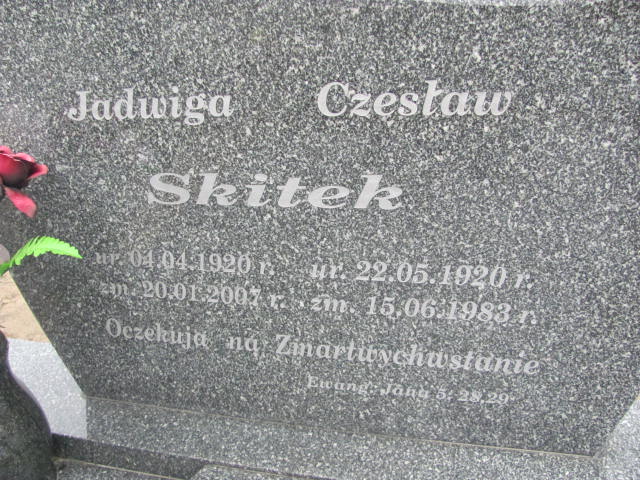 Jadwiga Czesław
Skitek
ur. 04.04.1920 r. ur. 22.05.1920 r.
zm. 20.01.2007 r. zm. 15.06.1983 r.
Oczekują na Zmartwychwstanie
Ewang. Jana 5: 28.29